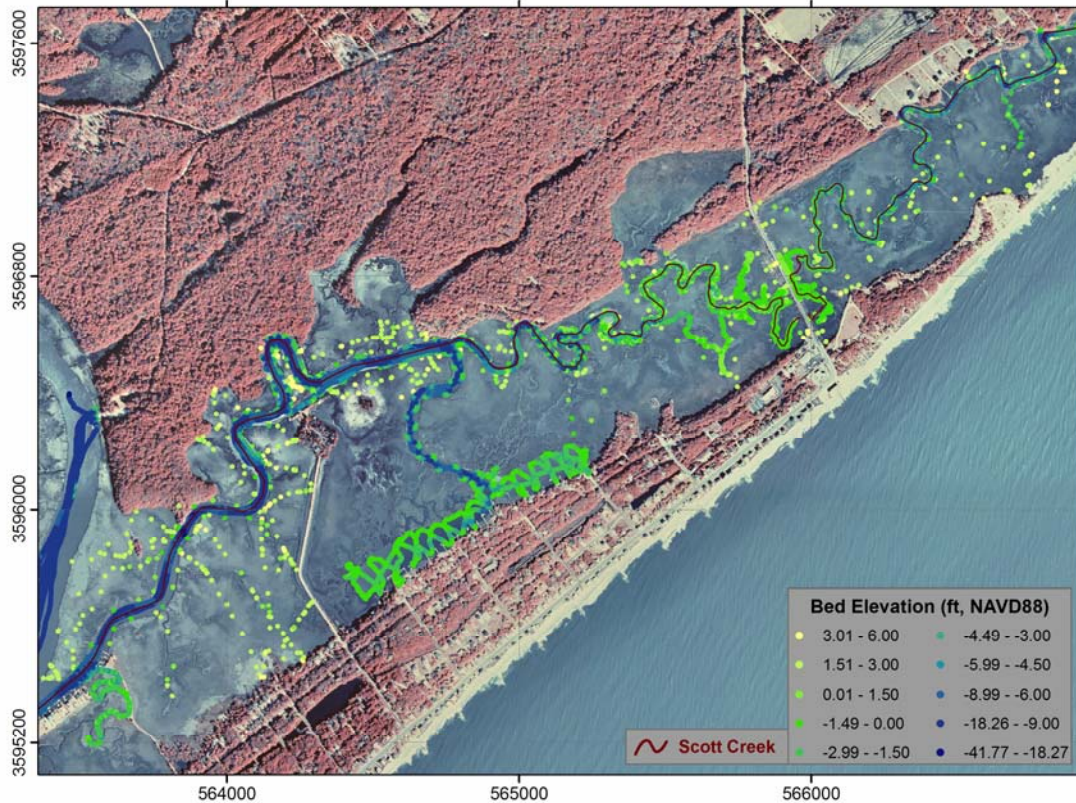 3597600
3596800
3596000
3595200
564000
565000
566000
Scott Creek
Bed Elevation (ft, NAVD88)
3.01 - 6.00
1.51 - 3.00
0.01 - 1.50
-1.49 - 0.00
-2.99 - -1.50
-4.49 - -3.00
-5.99 - -4.50
-8.99 - -6.00
-18.26 - -9.00
-41.77 - -18.27